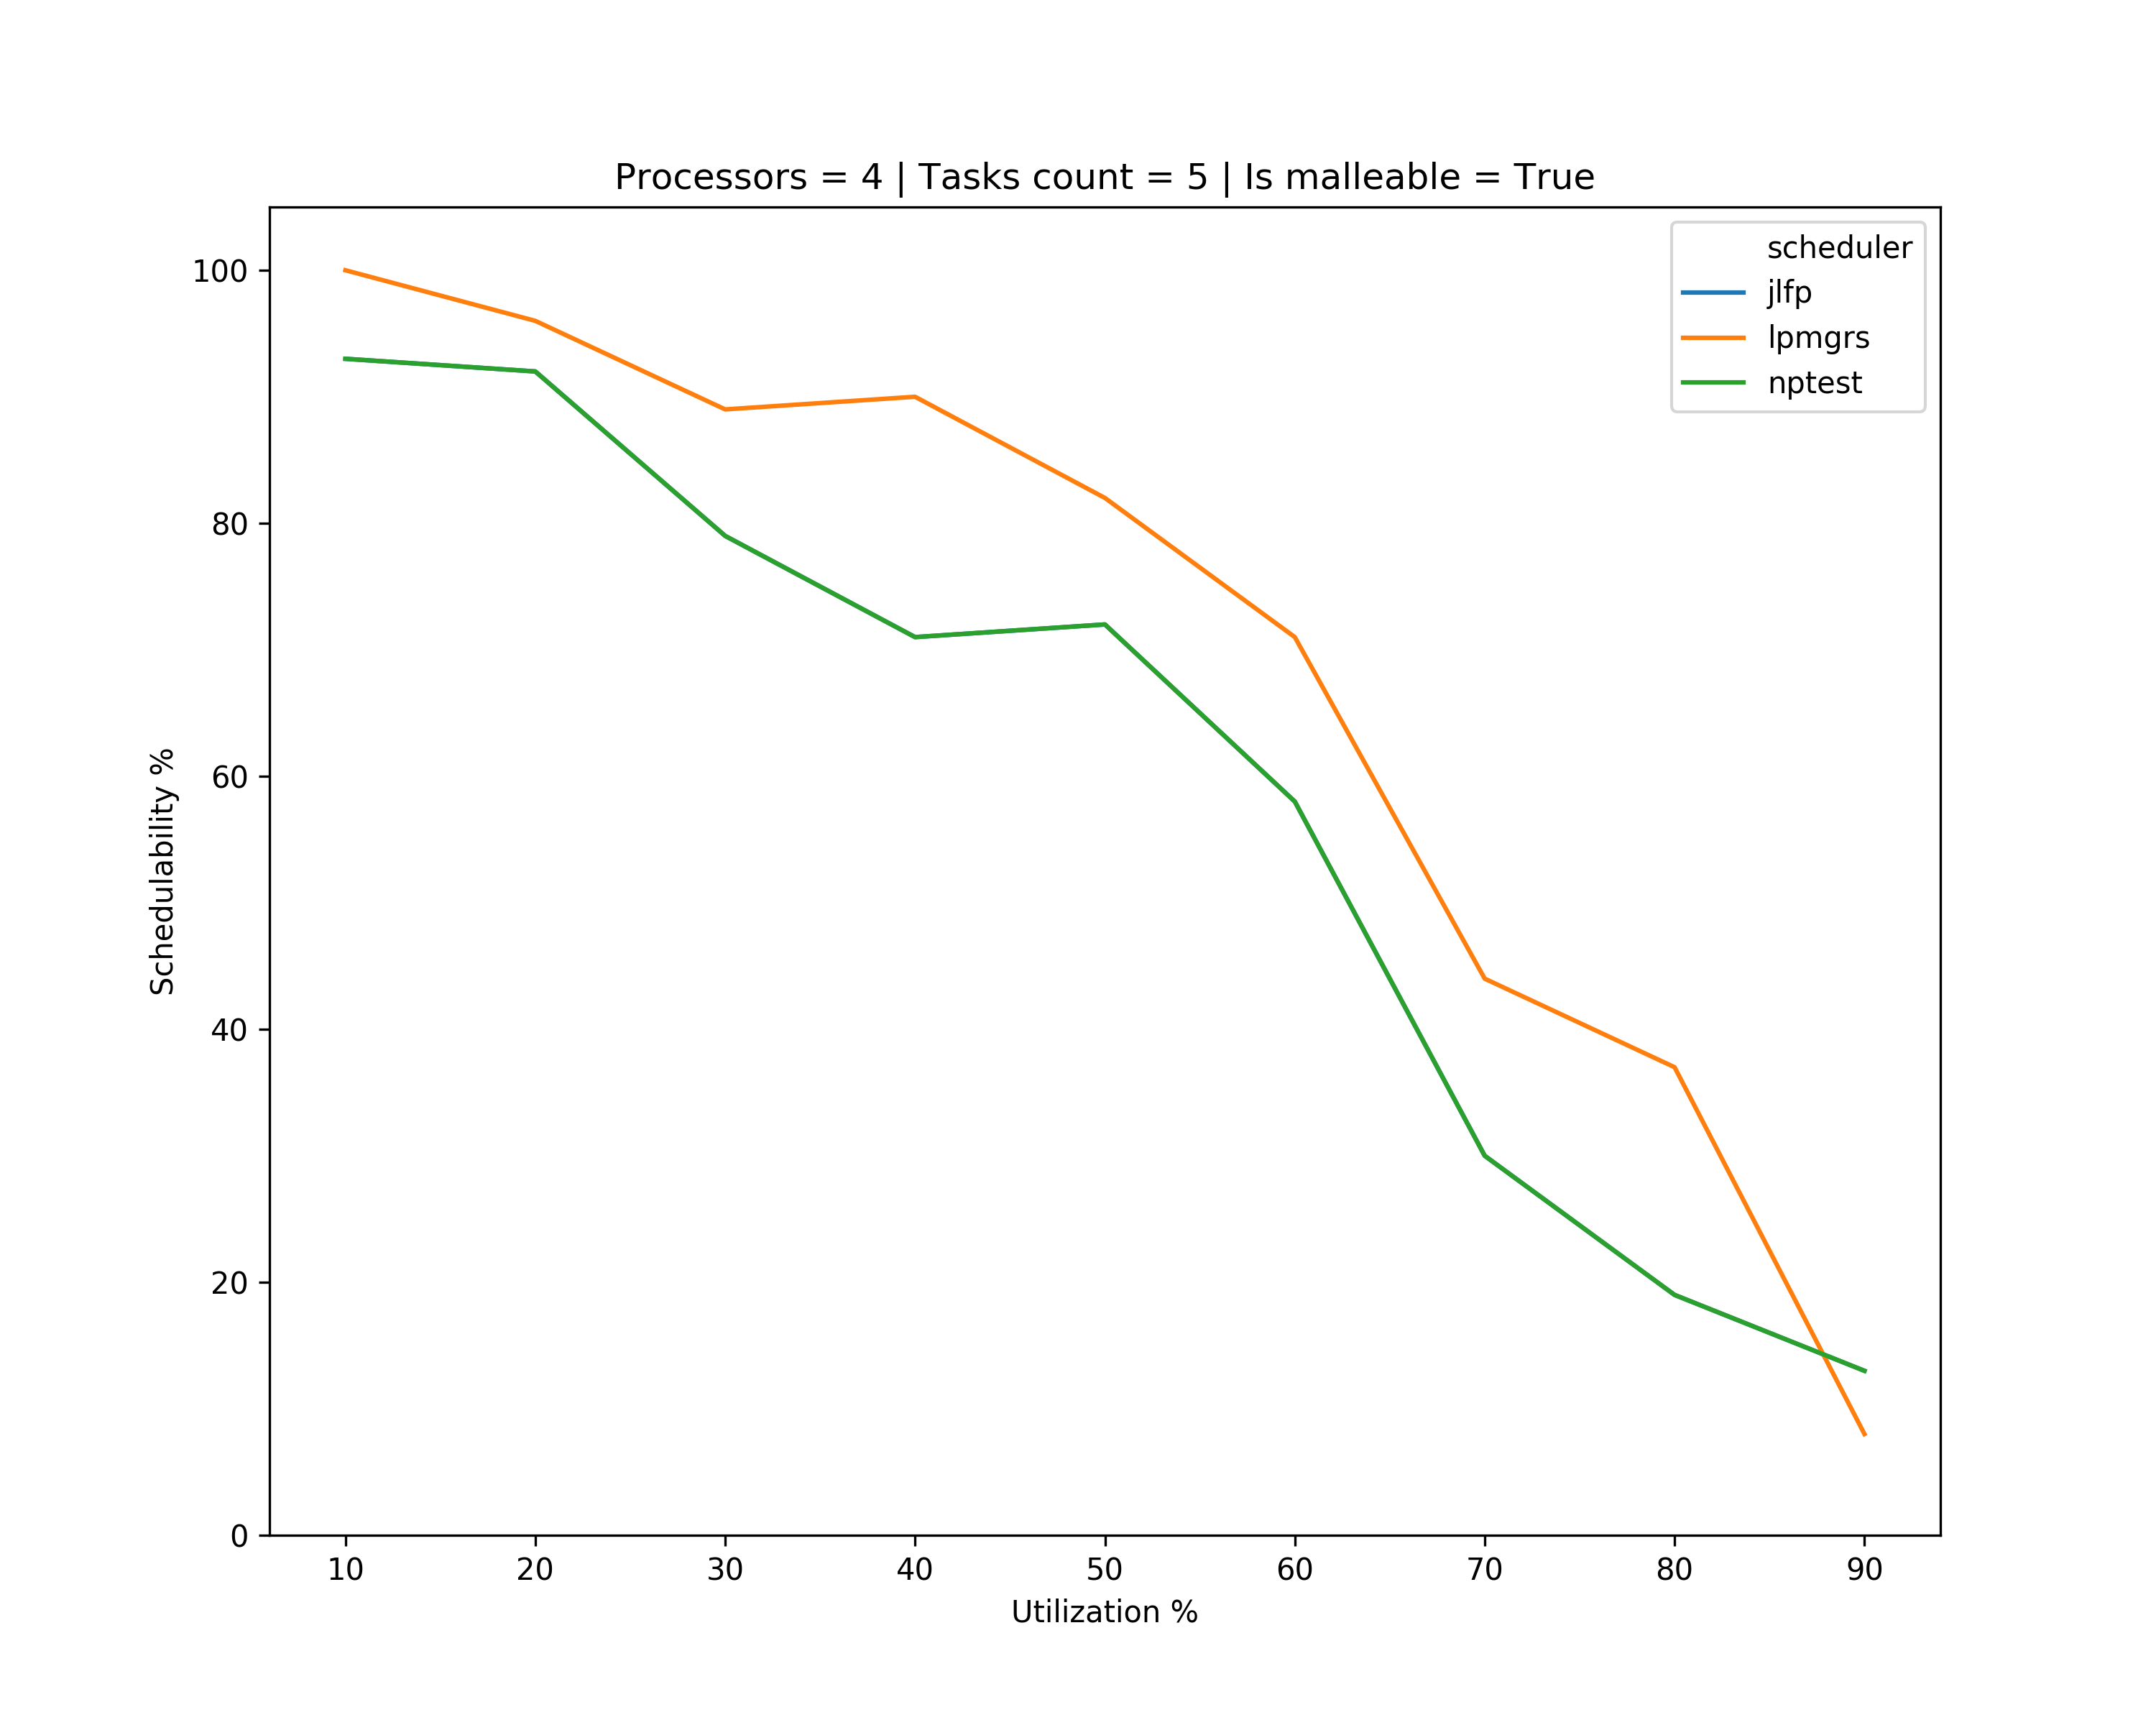 Processors = 4 | Tasks count = 5 | Is malleable = True
scheduler
jlfp
lpmgrs
nptest
Schedulability %
100
80
60
40
20
0
10 20 30 40 50 60 70 80 90
Utilization %